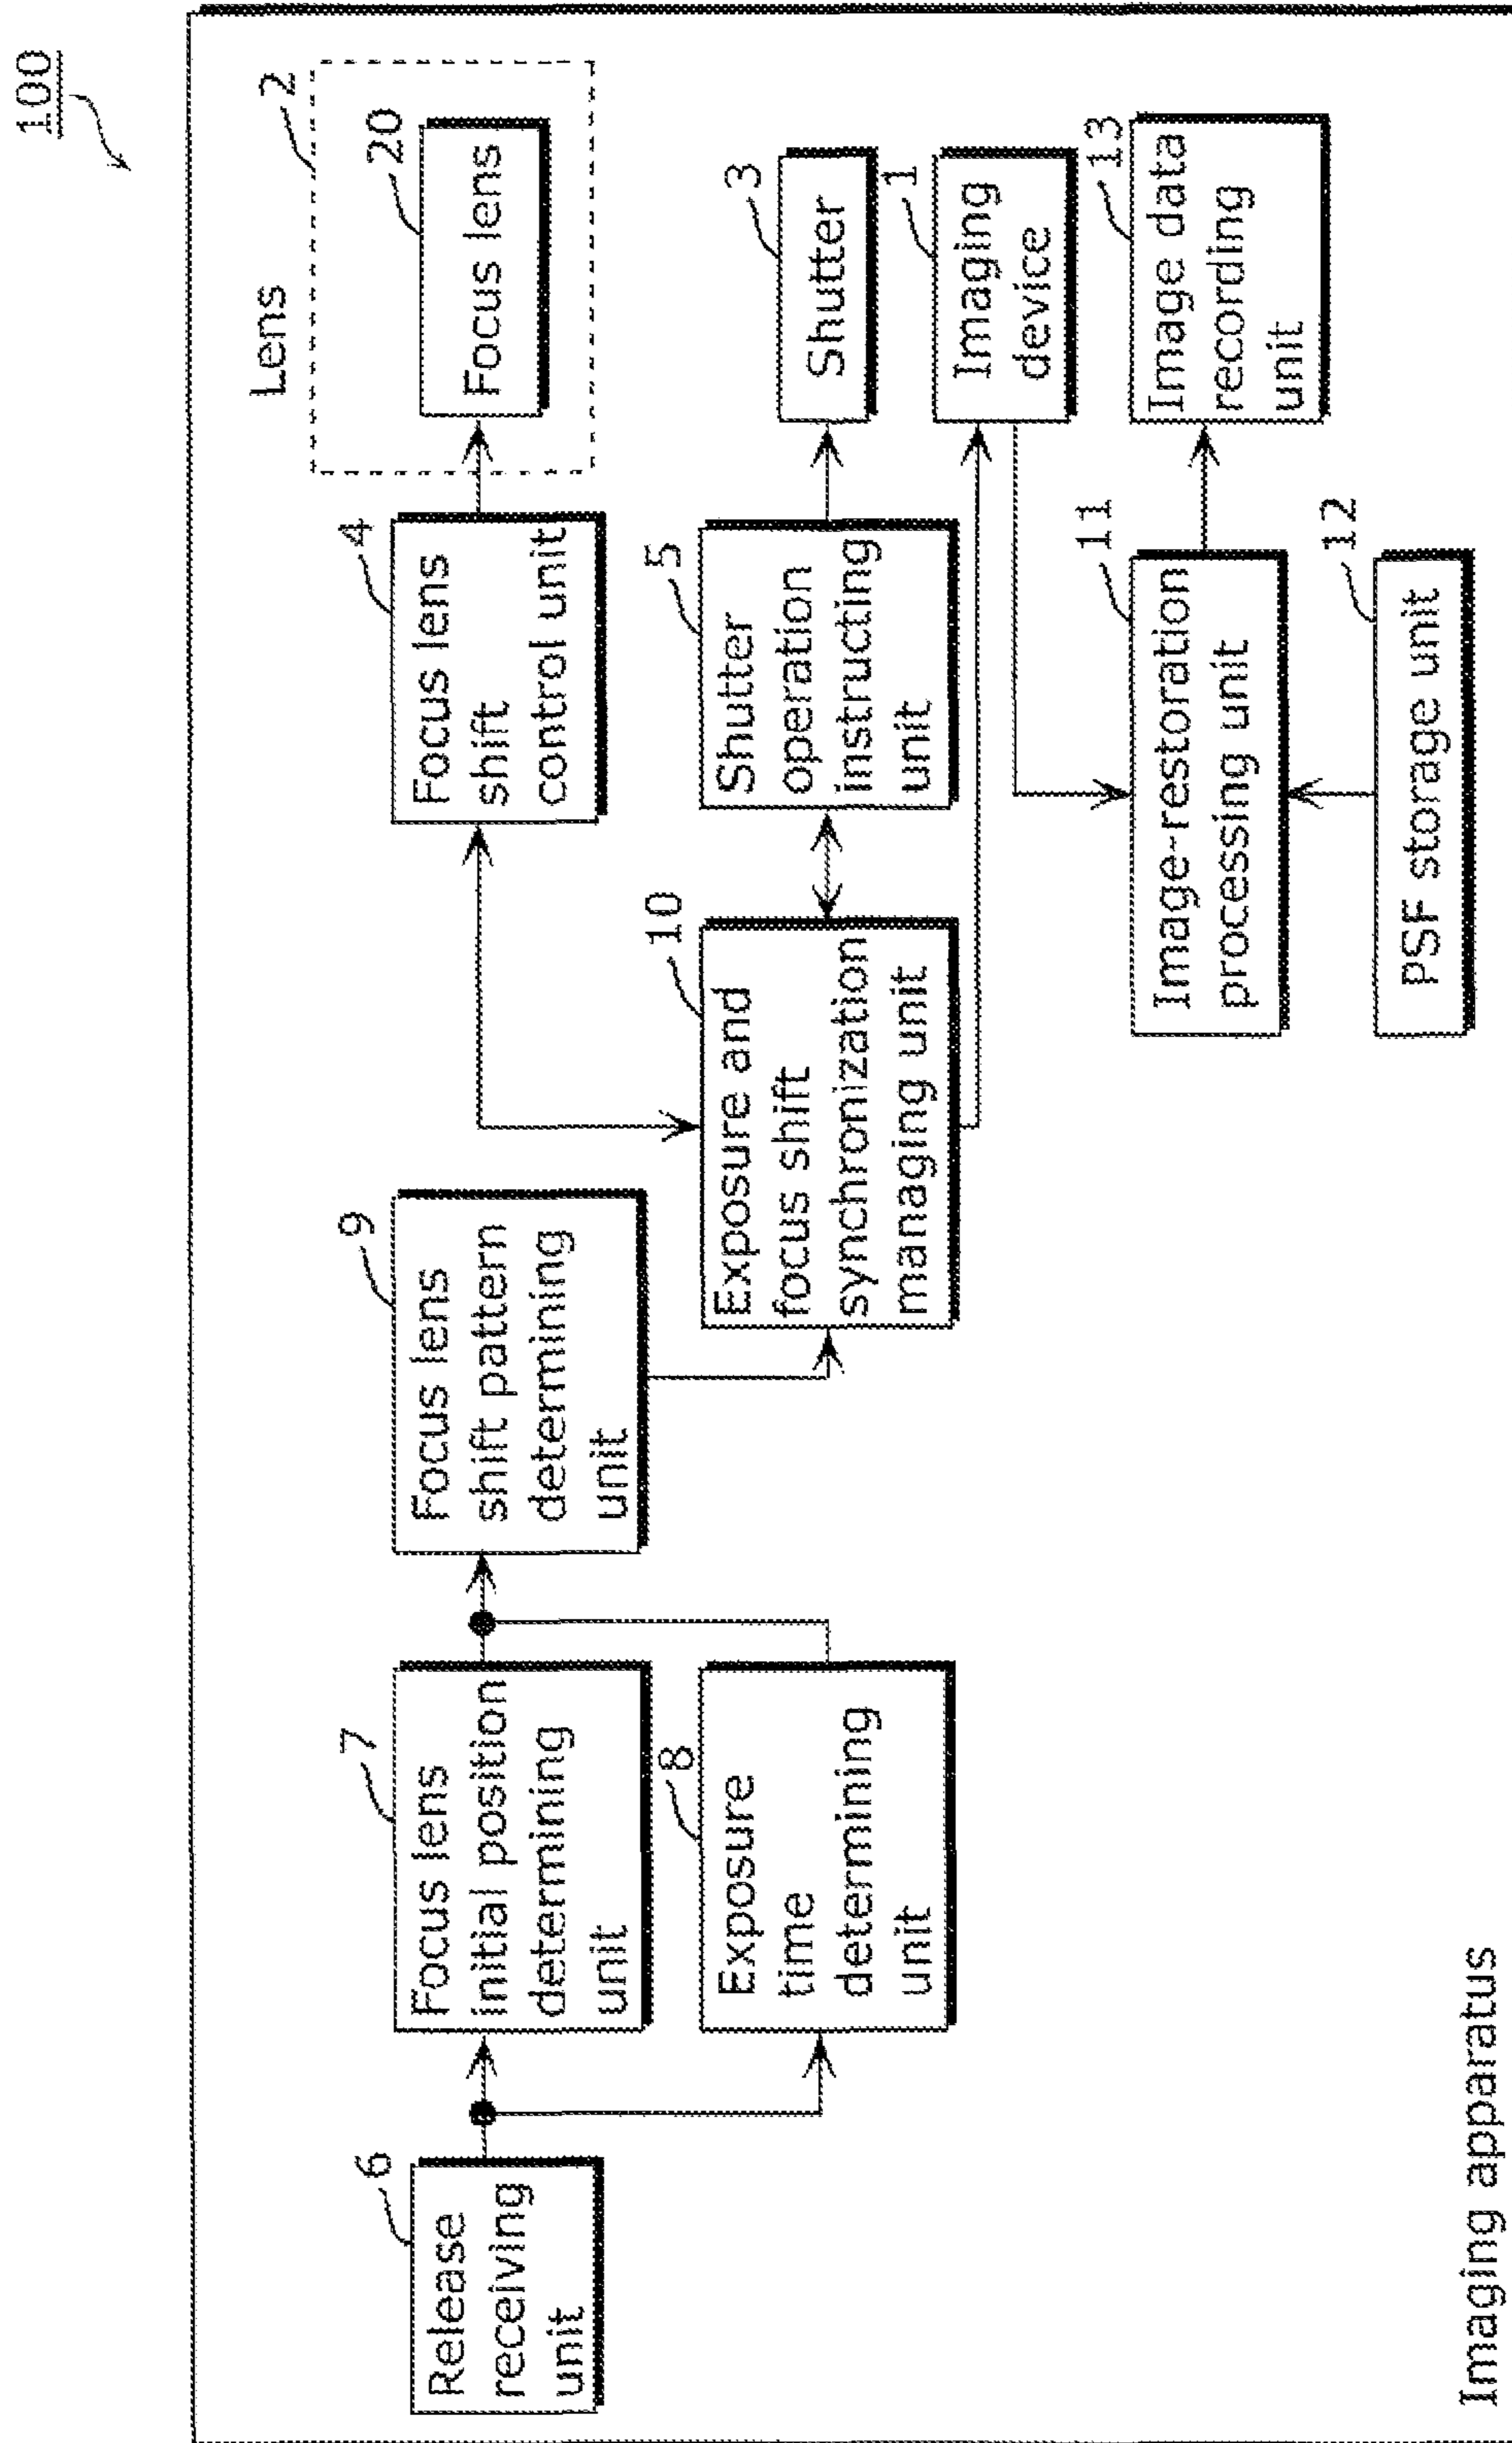 100
Lens
2
20
Focus lens
6
Release
receiving
unit
7
Focus lens
initial position
determining
unit
9
Focus lens
shift pattern
determining
unit
4
Focus lens
shift
control unit
8
Exposure
time
determining
unit
10
Exposure and
focus shift
synchronization
managing unit
5
Shutter
operation
instructing
unit
3
Shutter
1
Imaging
device
11
Image-restoration
processing unit
13
Image data
recording
unit
12
PSF storage unit
Imaging apparatus